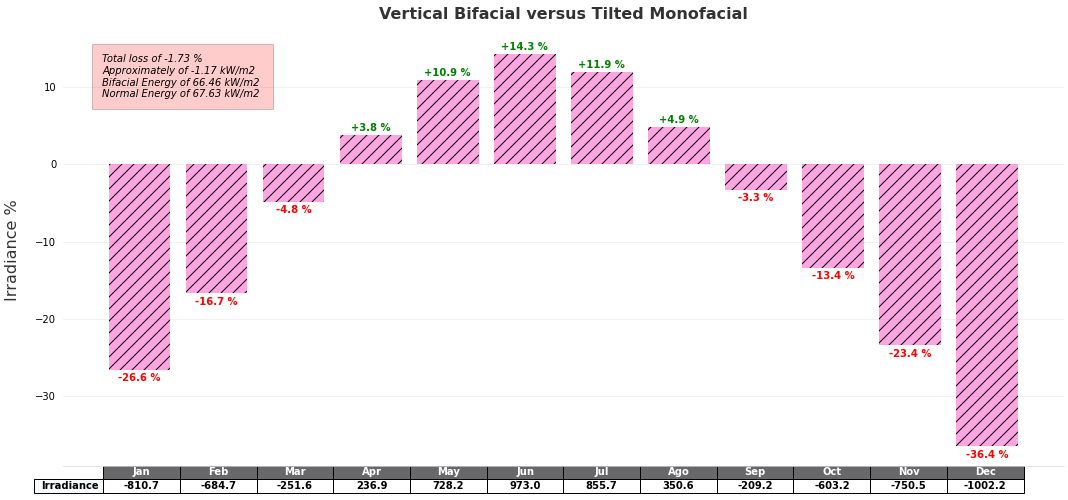 Vertical Bifacial versus Tilted Monofacial
Total loss of -1.73 %
Approximately of -1.17 kW/m2
Bifacial Energy of 66.46 kW/m2
Normal Energy of 67.63 kW/m2
Irradiance %
10
0
−10
−20
−30
-26.6 %
-16.7 %
-4.8 %
+3.8 %
+10.9 %
+14.3 %
+11.9 %
+4.9 %
-3.3 %
-13.4 %
-23.4 %
-36.4 %
Jan Feb Mar Apr May Jun Jul Ago Sep Oct Nov Dec
Irradiance -810.7 -684.7 -251.6 236.9 728.2 973.0 855.7 350.6 -209.2 -603.2 -750.5 -1002.2